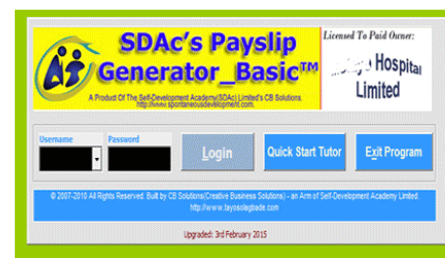 SDAc's Payslip
Generator_Basic™
A Product Of The Self-Development Academy(SDAc) Limited's CB Solutions.
http://www.spontaneousdevelopment.com.
Licensed To Paid Owner:
Hospital
Limited
Username
Password
Login
Quick Start Tutor
Exit Program
© 2007-2010 All Rights Reserved. Built by CB Solutions(Creative Business Solutions) - an Arm of Self-Development Academy Limited.
http://www.tayosolagbade.com
Upgraded: 3rd February 2015